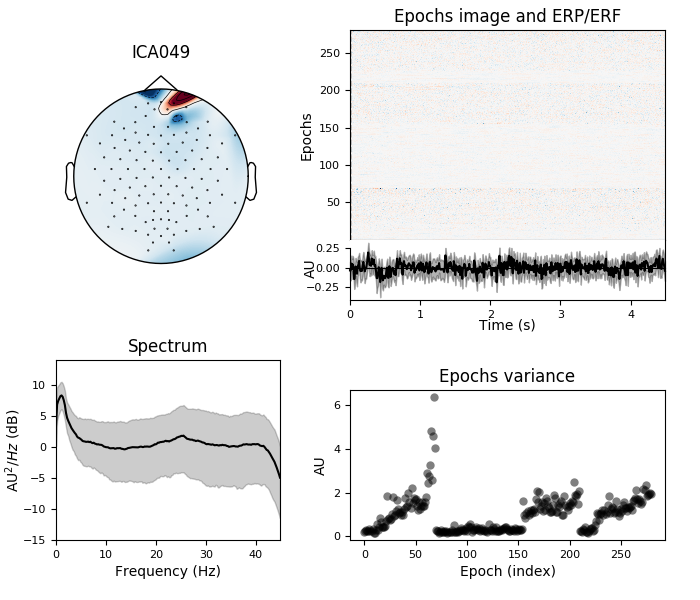 ICA049
Epochs image and ERP/ERF
Epochs
250
200
150
100
50
AU
0.25
0.00
−0.25
0 1 2 3 4
Time (s)
Spectrum
AU²/Hz (dB)
10
5
0
−5
−10
−15
0 20 40
Frequency (Hz)
Epochs variance
AU
6
4
2
0
0 50 100 150 200 250
Epoch (index)